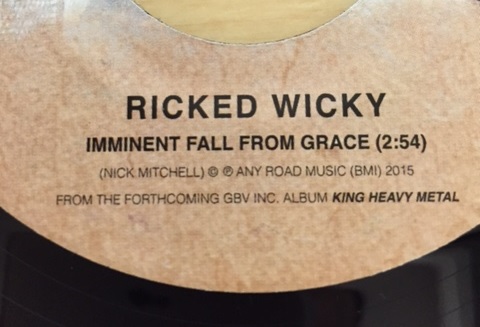 RICKED WICKY
IMMINENT FALL FROM GRACE (2:54)
(NICK MITCHELL) © ℗ ANY ROAD MUSIC (BMI) 2015
FROM THE FORTHCOMING GBV INC. ALBUM KING HEAVY METAL